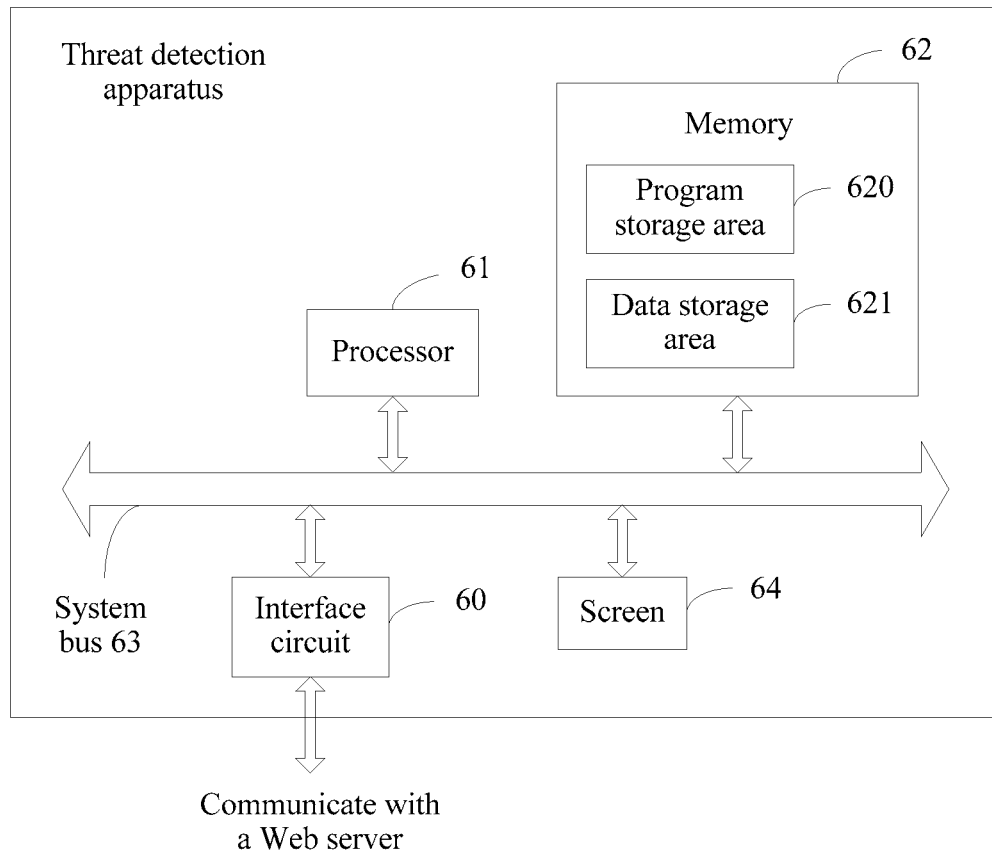 Threat detection
apparatus
62
Memory
Program
storage area
620
Data storage
area
621
61
Processor
System
bus 63
Interface
circuit
60
Screen
64
Communicate with
a Web server